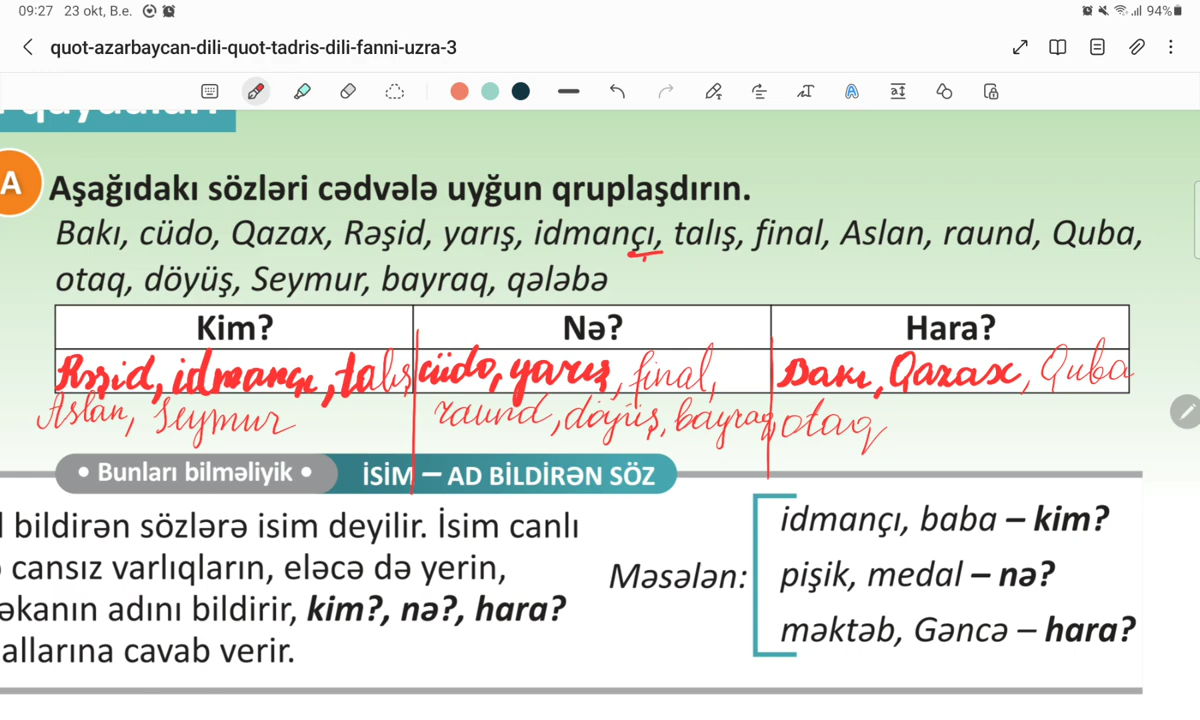 09:27 23 okt, B.e.
94%
quot-azarbaycan-dili-quot-tadris-dili-fanni-uzra-3
A Aşağıdakı sözləri cədvələ uyğun qruplaşdırın.
Bakı, cüdo, Qazax, Rəşid, yarış, idmançı, talış, final, Aslan, raund, Quba,
otaq, döyüş, Seymur, bayraq, qələbə
Kim? Nə? Hara?
Rəşid, idmançı, talış cüdo, yarış, final, Bakı, Qazax, Quba
Aslan, Seymur raund, döyüş, bayraq otaq
• Bunları bilməliyik • İSİM – AD BİLDİRƏN SÖZ
bildirən sözlərə isim deyilir. İsim canlı
cansız varlıqların, eləcə də yerin,
əkanın adını bildirir, kim?, nə?, hara?
allarına cavab verir.
Məsələn:
idmançı, baba – kim?
pişik, medal – nə?
məktəb, Gəncə – hara?